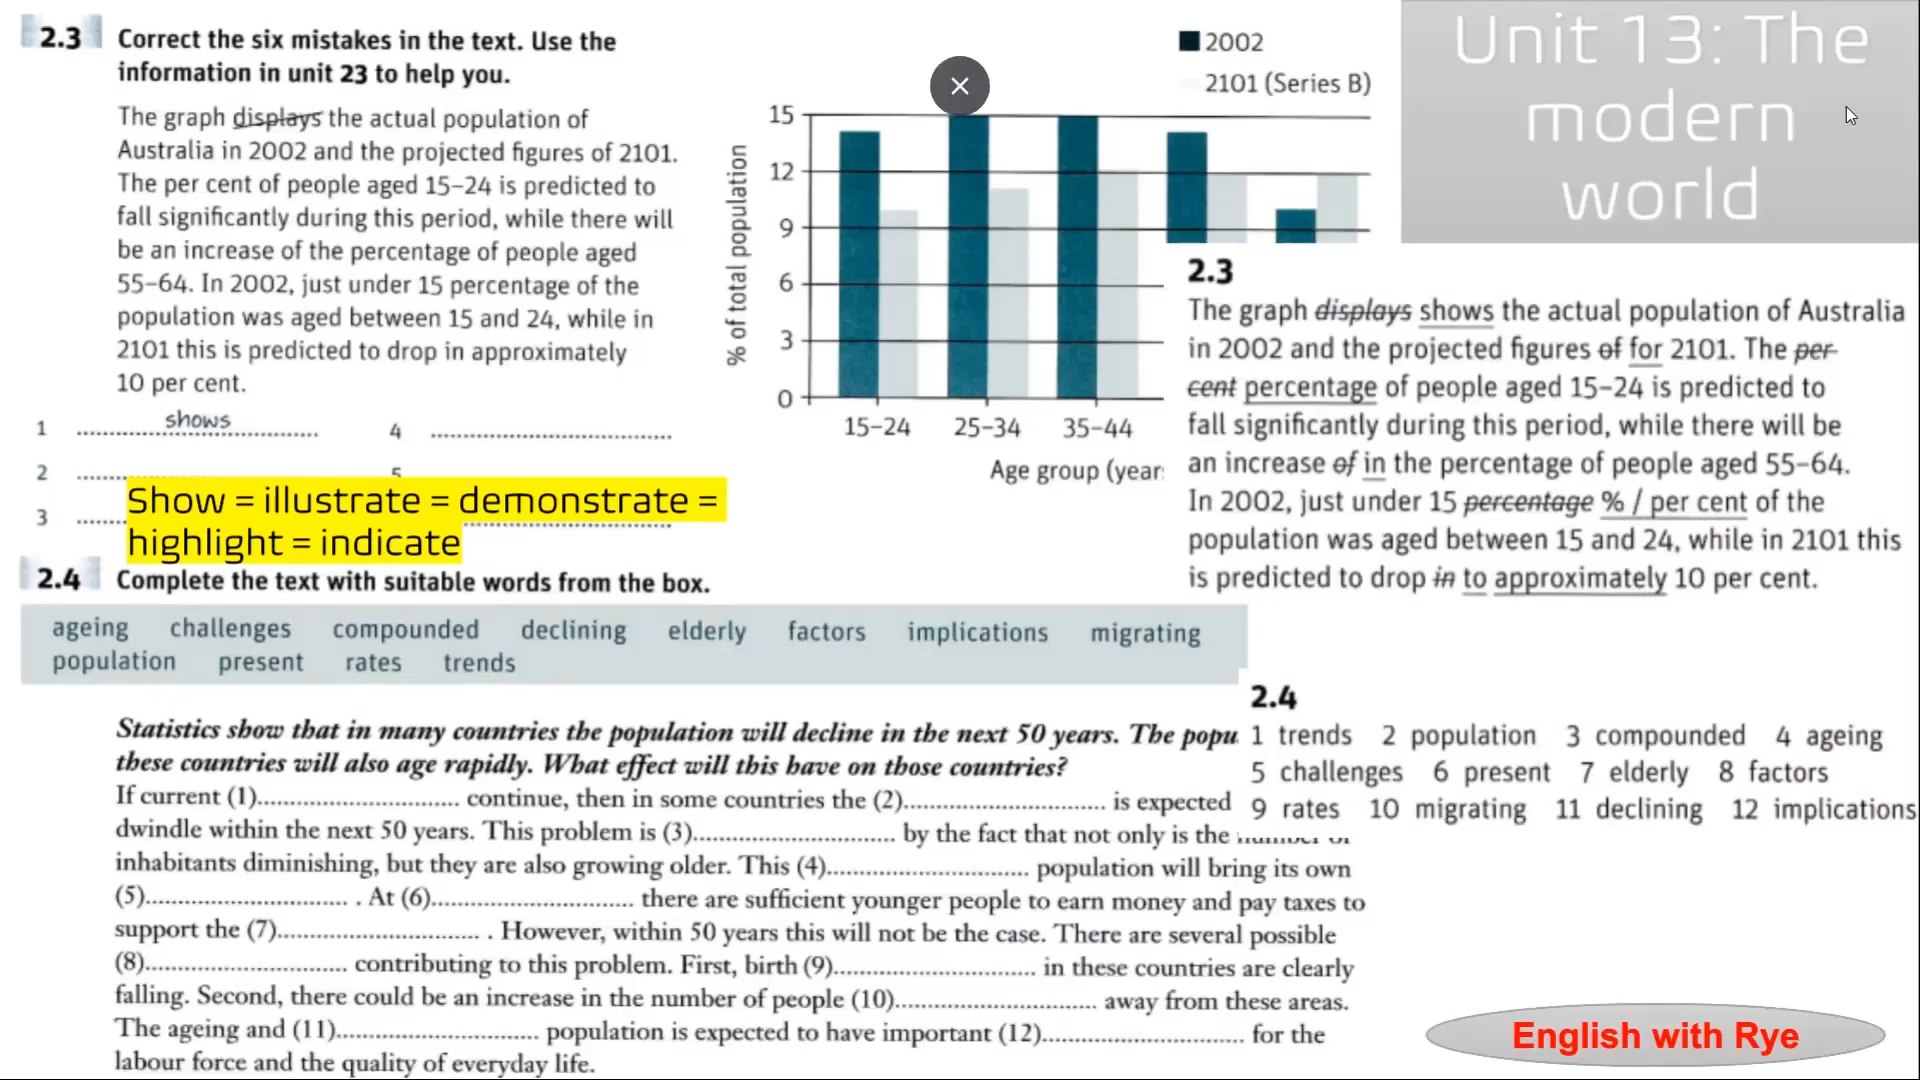 2.3 Correct the six mistakes in the text. Use the
information in unit 23 to help you.
The graph displays the actual population of
Australia in 2002 and the projected figures of 2101.
The per cent of people aged 15–24 is predicted to
fall significantly during this period, while there will
be an increase of the percentage of people aged
55–64. In 2002, just under 15 percentage of the
population was aged between 15 and 24, while in
2101 this is predicted to drop in approximately
10 per cent.
1 shows 4
2 5
3
Show = illustrate = demonstrate =
highlight = indicate
2002
2101 (Series B)
% of total population
15
12
9
6
3
0
15–24 25–34 35–44
Age group (year
Unit 13: The
modern
world
2.3
The graph displays shows the actual population of Australia
in 2002 and the projected figures of for 2101. The per
cent percentage of people aged 15–24 is predicted to
fall significantly during this period, while there will be
an increase of in the percentage of people aged 55–64.
In 2002, just under 15 percentage % / per cent of the
population was aged between 15 and 24, while in 2101 this
is predicted to drop in to approximately 10 per cent.
2.4 Complete the text with suitable words from the box.
ageing challenges compounded declining elderly factors implications migrating
population present rates trends
Statistics show that in many countries the population will decline in the next 50 years. The popu
these countries will also age rapidly. What effect will this have on those countries?
If current (1).............................. continue, then in some countries the (2).............................. is expected
dwindle within the next 50 years. This problem is (3).............................. by the fact that not only is the number of
inhabitants diminishing, but they are also growing older. This (4).............................. population will bring its own
(5).............................. . At (6).............................. there are sufficient younger people to earn money and pay taxes to
support the (7).............................. . However, within 50 years this will not be the case. There are several possible
(8).............................. contributing to this problem. First, birth (9).............................. in these countries are clearly
falling. Second, there could be an increase in the number of people (10).............................. away from these areas.
The ageing and (11).............................. population is expected to have important (12).............................. for the
labour force and the quality of everyday life.
2.4
1 trends 2 population 3 compounded 4 ageing
5 challenges 6 present 7 elderly 8 factors
9 rates 10 migrating 11 declining 12 implications
English with Rye